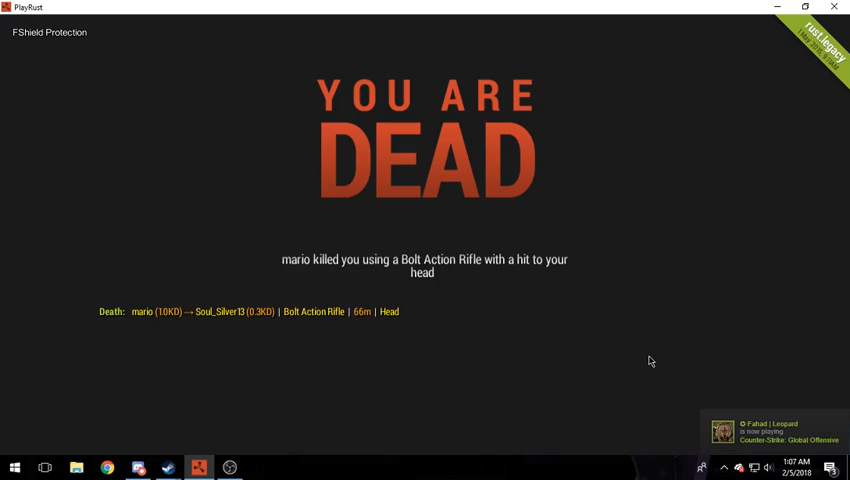 PlayRust
FShield Protection
rust.legacy
YOU ARE
DEAD
mario killed you using a Bolt Action Rifle with a hit to your
head
Death: mario (1.0KD) → Soul_Silver13 (0.3KD) | Bolt Action Rifle | 66m | Head
✪ Fahad | Leopard
is now playing
Counter-Strike: Global Offensive
1:07 AM
2/5/2018
3